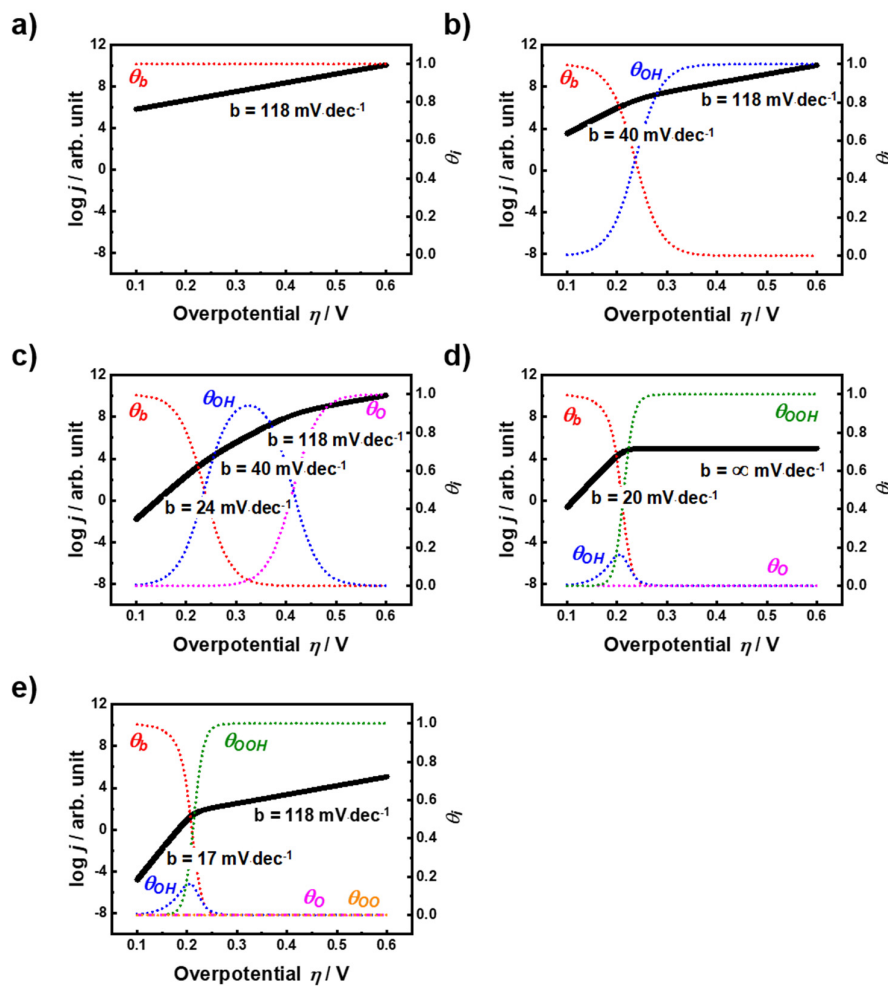 a)
12
8
4
0
-4
-8
log j / arb. unit
θb
b = 118 mV·dec-1
1.0
0.8
0.6
0.4
0.2
0.0
θi
0.1 0.2 0.3 0.4 0.5 0.6
Overpotential η / V
b)
12
8
4
0
-4
-8
log j / arb. unit
θb
θOH
b = 118 mV·dec-1
b = 40 mV·dec-1
1.0
0.8
0.6
0.4
0.2
0.0
θi
0.1 0.2 0.3 0.4 0.5 0.6
Overpotential η / V
c)
12
8
4
0
-4
-8
log j / arb. unit
θb
θOH
θO
b = 118 mV·dec-1
b = 40 mV·dec-1
b = 24 mV·dec-1
1.0
0.8
0.6
0.4
0.2
0.0
θi
0.1 0.2 0.3 0.4 0.5 0.6
Overpotential η / V
d)
12
8
4
0
-4
-8
log j / arb. unit
θb
θOOH
b = ∞ mV·dec-1
b = 20 mV·dec-1
θOH
θO
1.0
0.8
0.6
0.4
0.2
0.0
θi
0.1 0.2 0.3 0.4 0.5 0.6
Overpotential η / V
e)
12
8
4
0
-4
-8
log j / arb. unit
θb
θOOH
b = 118 mV·dec-1
b = 17 mV·dec-1
θOH
θO
θOO
1.0
0.8
0.6
0.4
0.2
0.0
θi
0.1 0.2 0.3 0.4 0.5 0.6
Overpotential η / V